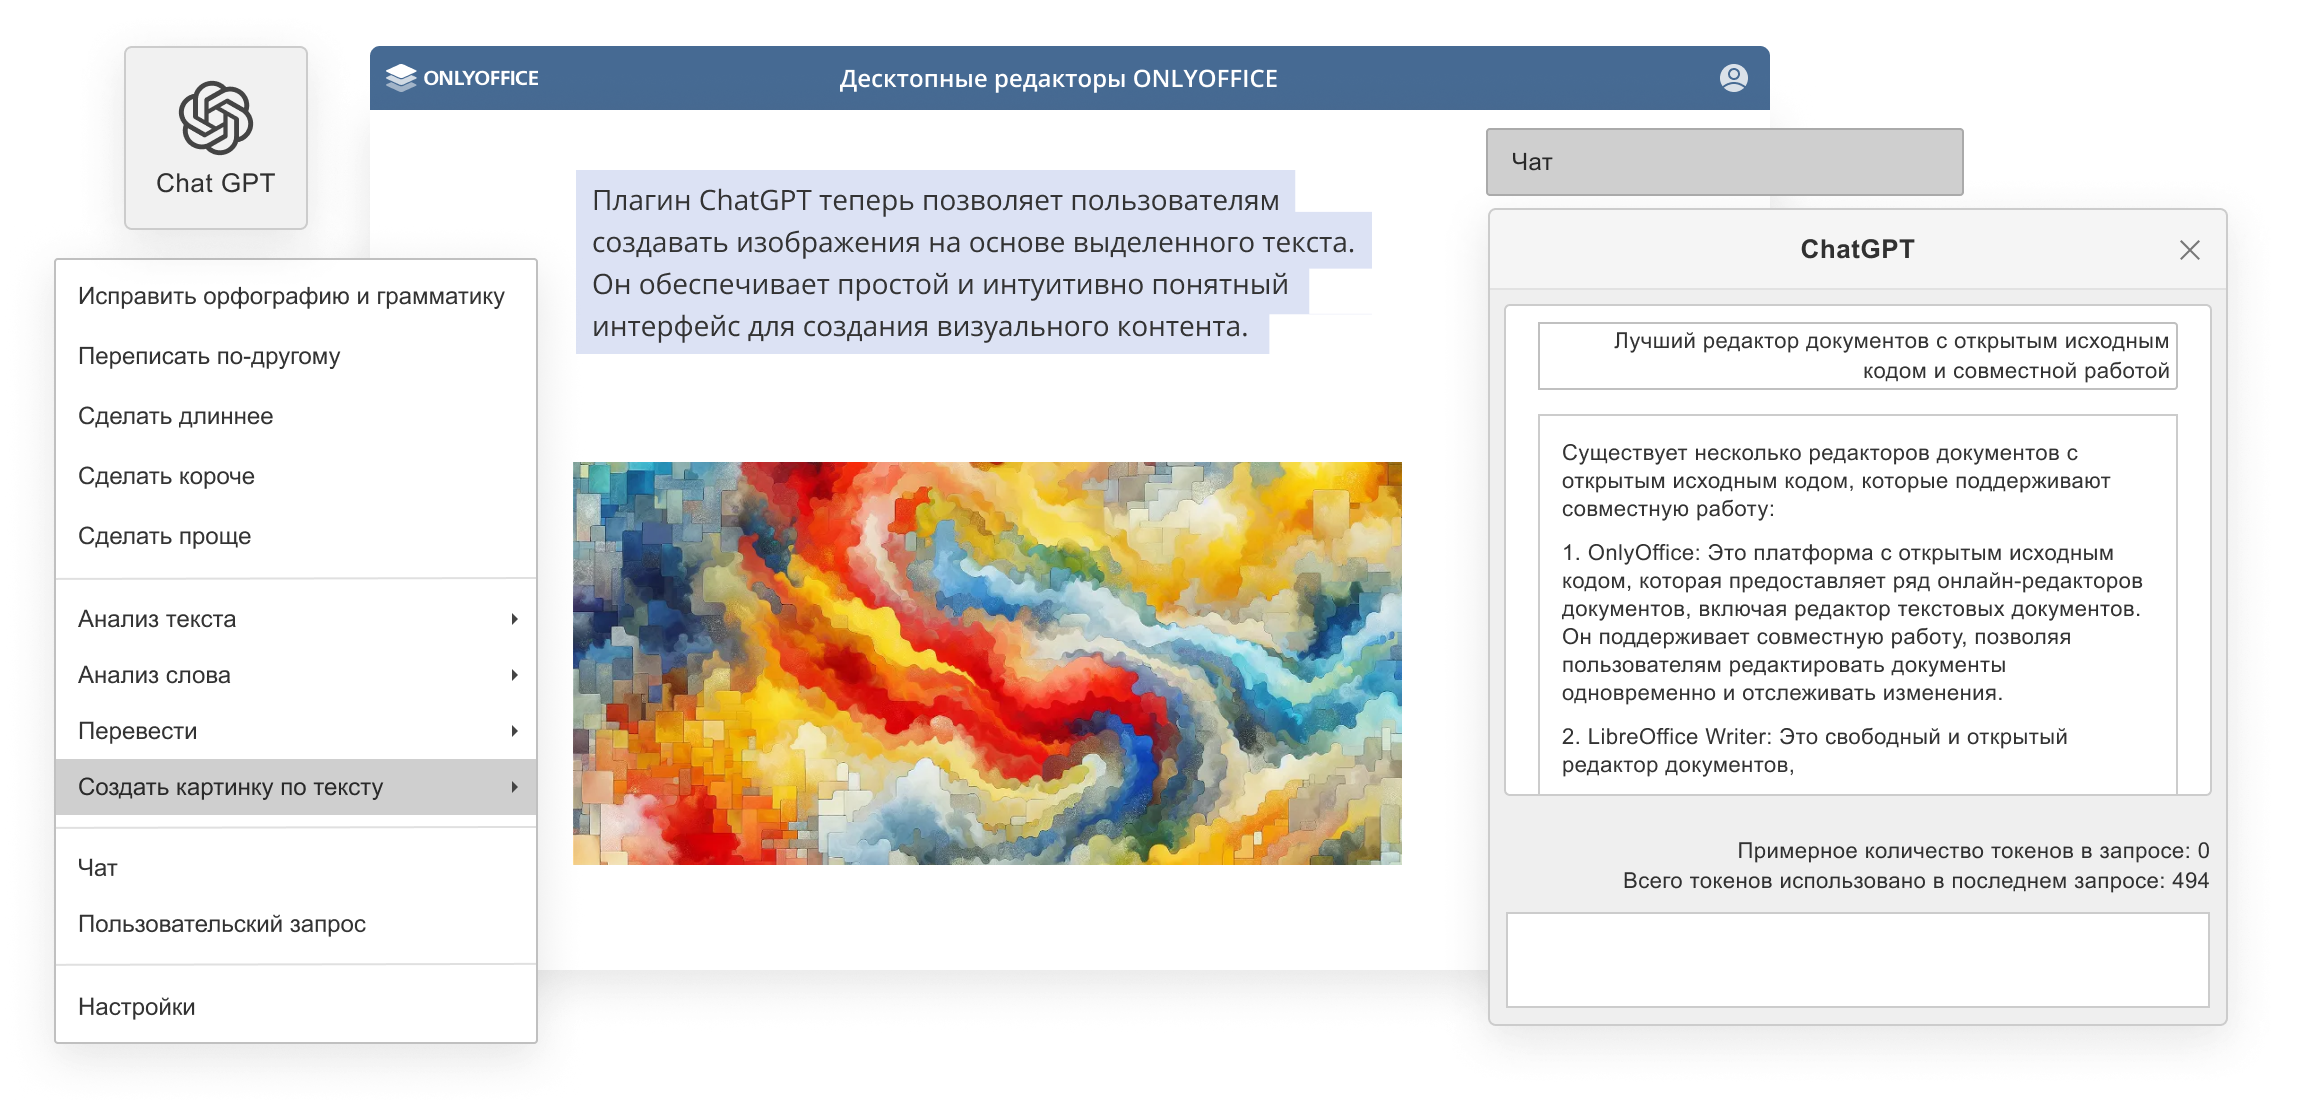 Chat GPT
Исправить орфографию и грамматику
Переписать по-другому
Сделать длиннее
Сделать короче
Сделать проще
Анализ текста
Анализ слова
Перевести
Создать картинку по тексту
Чат
Пользовательский запрос
Настройки
ONLYOFFICE
Десктопные редакторы ONLYOFFICE
Плагин ChatGPT теперь позволяет пользователям
создавать изображения на основе выделенного текста.
Он обеспечивает простой и интуитивно понятный
интерфейс для создания визуального контента.
Чат
ChatGPT
Лучший редактор документов с открытым исходным
кодом и совместной работой
Существует несколько редакторов документов с
открытым исходным кодом, которые поддерживают
совместную работу:
1. OnlyOffice: Это платформа с открытым исходным
кодом, которая предоставляет ряд онлайн-редакторов
документов, включая редактор текстовых документов.
Он поддерживает совместную работу, позволяя
пользователям редактировать документы
одновременно и отслеживать изменения.
2. LibreOffice Writer: Это свободный и открытый
редактор документов,
Примерное количество токенов в запросе: 0
Всего токенов использовано в последнем запросе: 494